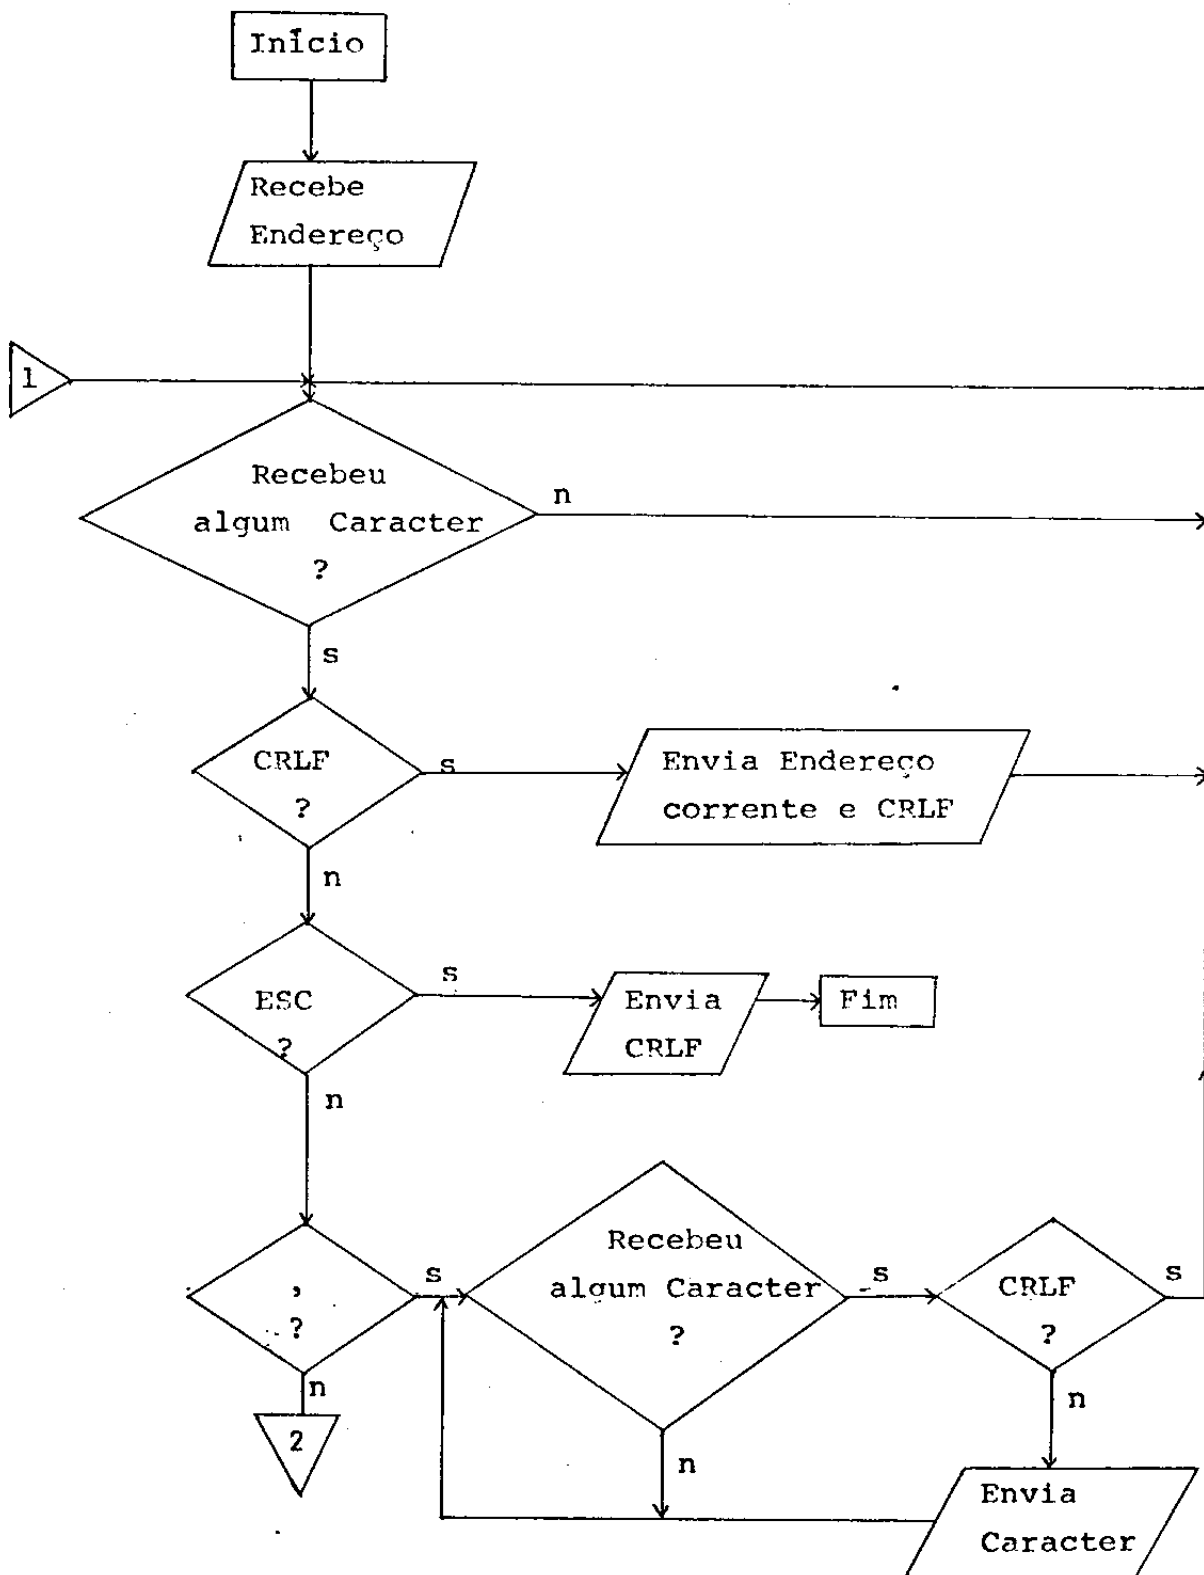 Início
Recebe
Endereço
1
Recebeu
algum Caracter
?
n
s
CRLF
?
s
Envia Endereço
corrente e CRLF
n
ESC
?
s
Envia
CRLF
Fim
n
,
?
s
Recebeu
algum Caracter
?
s
CRLF
?
s
n
2
n
n
Envia
Caracter